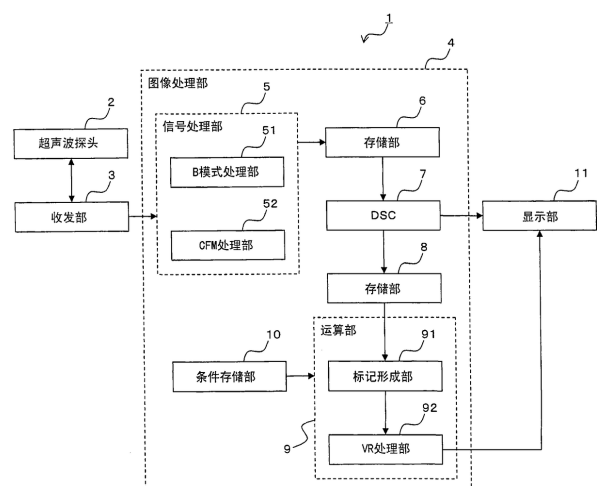 1
4
图像处理部
2
超声波探头
3
收发部
5
信号处理部
51
B模式处理部
52
CFM处理部
6
存储部
7
DSC
11
显示部
8
存储部
运算部
10
条件存储部
91
标记形成部
9
92
VR处理部